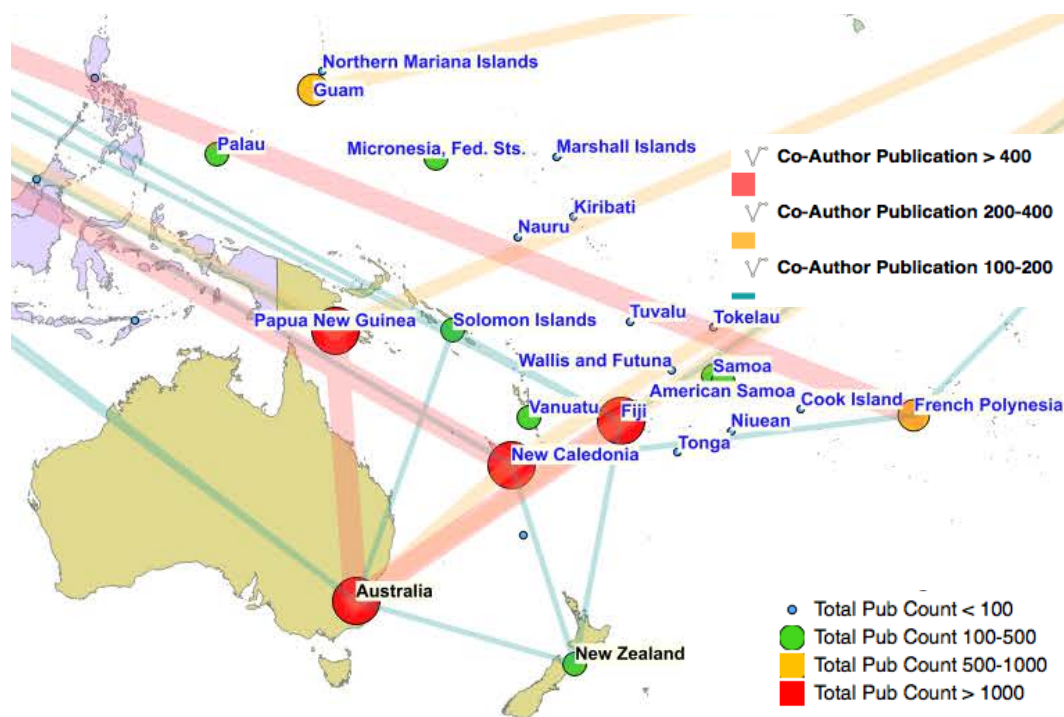 Northern Mariana Islands
Guam
Palau
Micronesia, Fed. Sts.
Marshall Islands
Co-Author Publication > 400
Kiribati
Co-Author Publication 200-400
Nauru
Co-Author Publication 100-200
Papua New Guinea
Solomon Islands
Tuvalu
Tokelau
Wallis and Futuna
Samoa
American Samoa
Vanuatu
Fiji
Cook Island
French Polynesia
Niuean
Tonga
New Caledonia
Australia
Total Pub Count < 100
Total Pub Count 100-500
New Zealand
Total Pub Count 500-1000
Total Pub Count > 1000